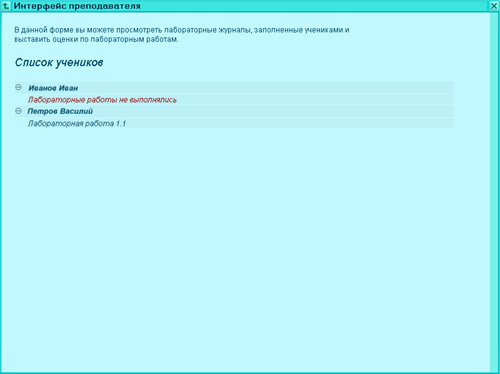 Интерфейс преподавателя
В данной форме вы можете просмотреть лабораторные журналы, заполненные учениками и
выставить оценки по лабораторным работам.
Список учеников
Иванов Иван
Лабораторные работы не выполнялись
Петров Василий
Лабораторная работа 1.1